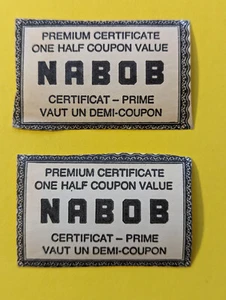 PREMIUM CERTIFICATE
ONE HALF COUPON VALUE
NABOB
CERTIFICAT – PRIME
VAUT UN DEMI-COUPON
PREMIUM CERTIFICATE
ONE HALF COUPON VALUE
NABOB
CERTIFICAT – PRIME
VAUT UN DEMI-COUPON